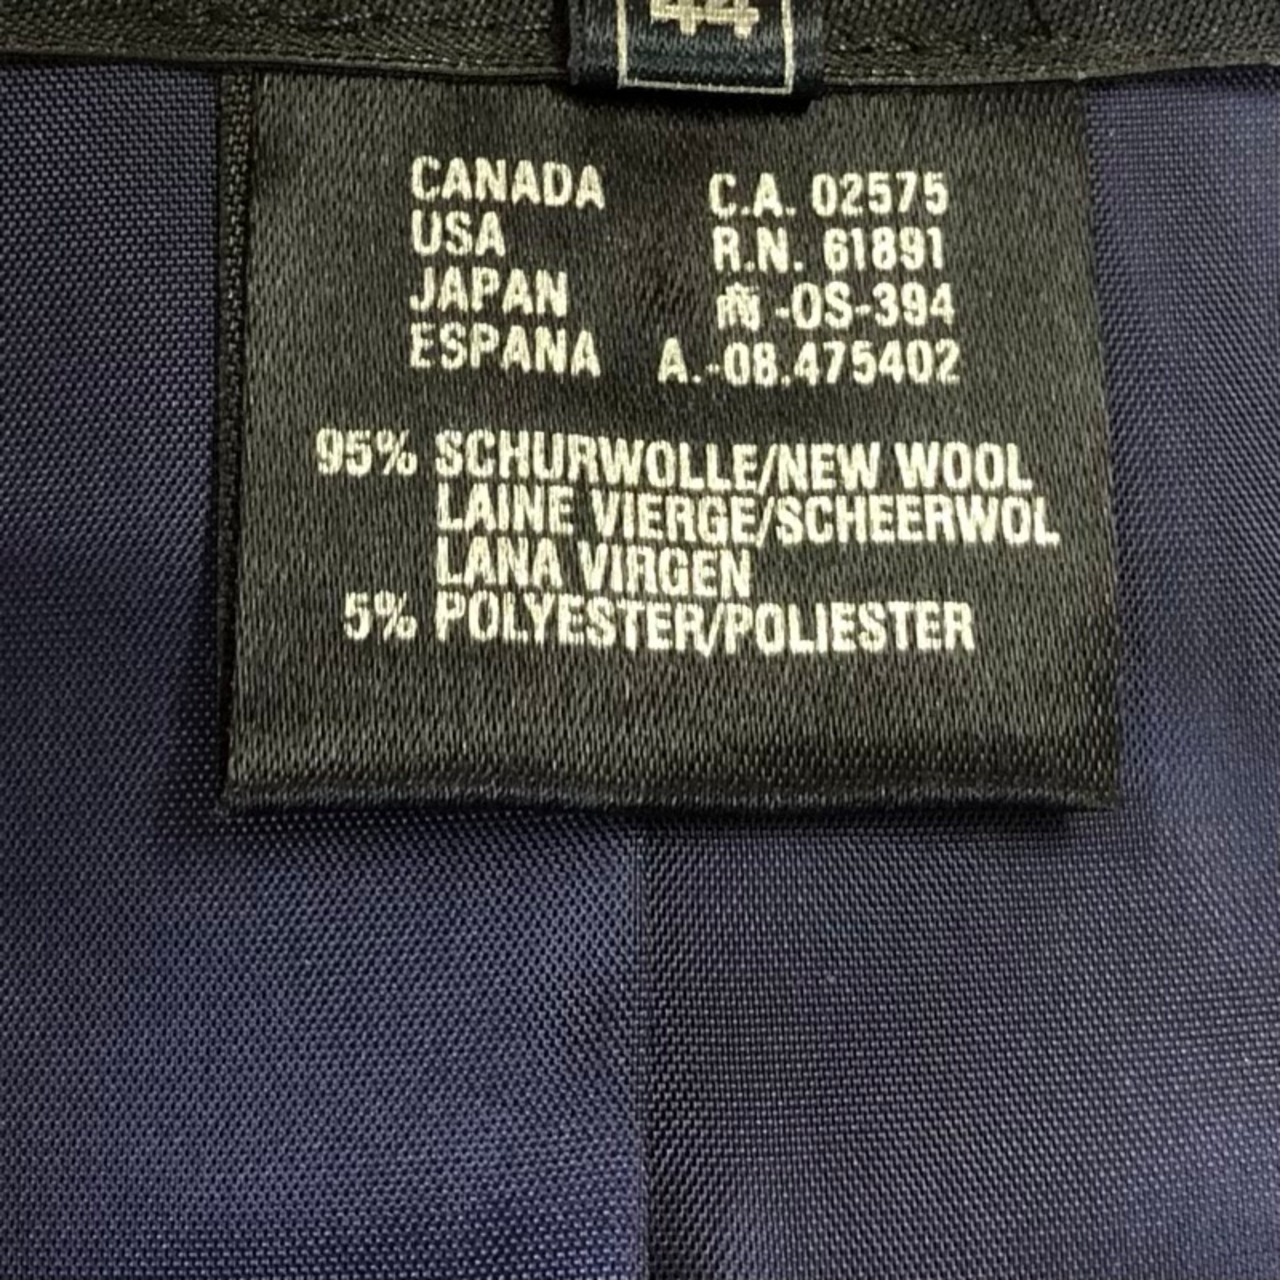 44
CANADA C.A. 02575
USA R.N. 61891
JAPAN -OS-394
ESPANA A.-08.475402
95% SCHURWOLLE/NEW WOOL
LAINE VIERGE/SCHEERWOL
LANA VIRGEN
5% POLYESTER/POLIESTER